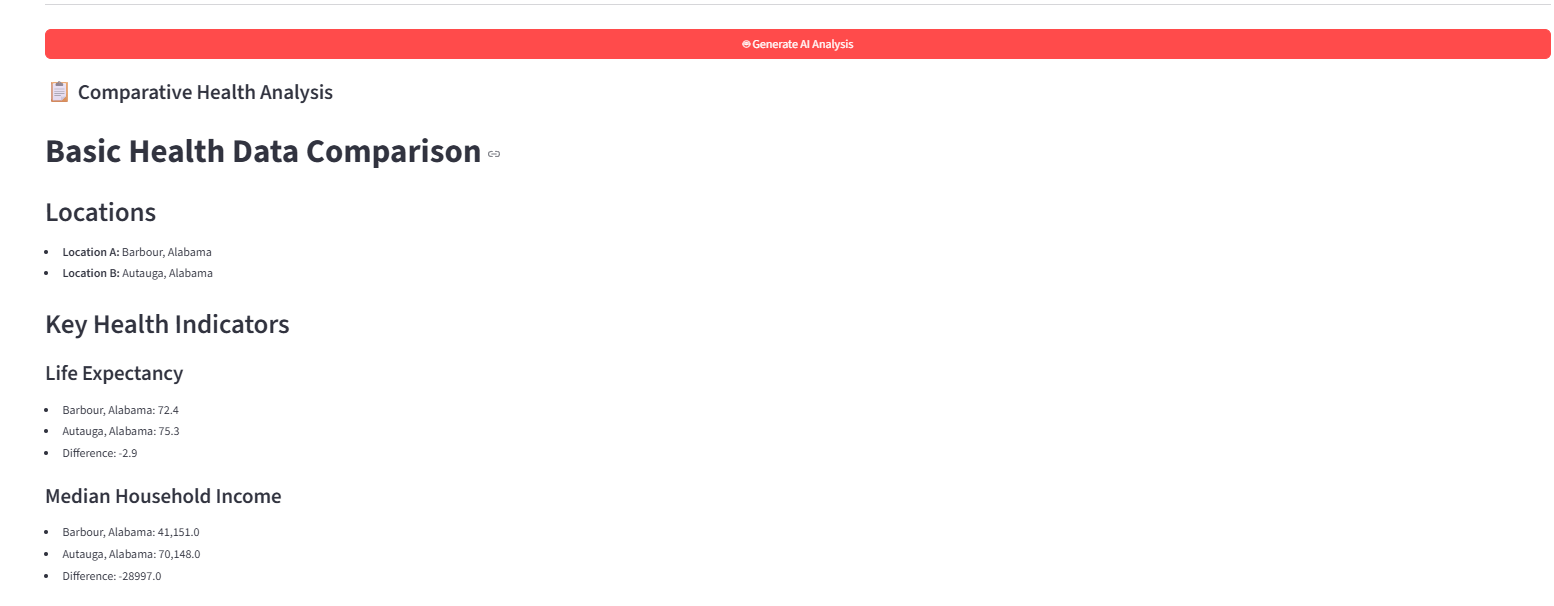 Generate AI Analysis
Comparative Health Analysis
Basic Health Data Comparison
Locations
• Location A: Barbour, Alabama
• Location B: Autauga, Alabama
Key Health Indicators
Life Expectancy
• Barbour, Alabama: 72.4
• Autauga, Alabama: 75.3
• Difference: -2.9
Median Household Income
• Barbour, Alabama: 41,151.0
• Autauga, Alabama: 70,148.0
• Difference: -28997.0